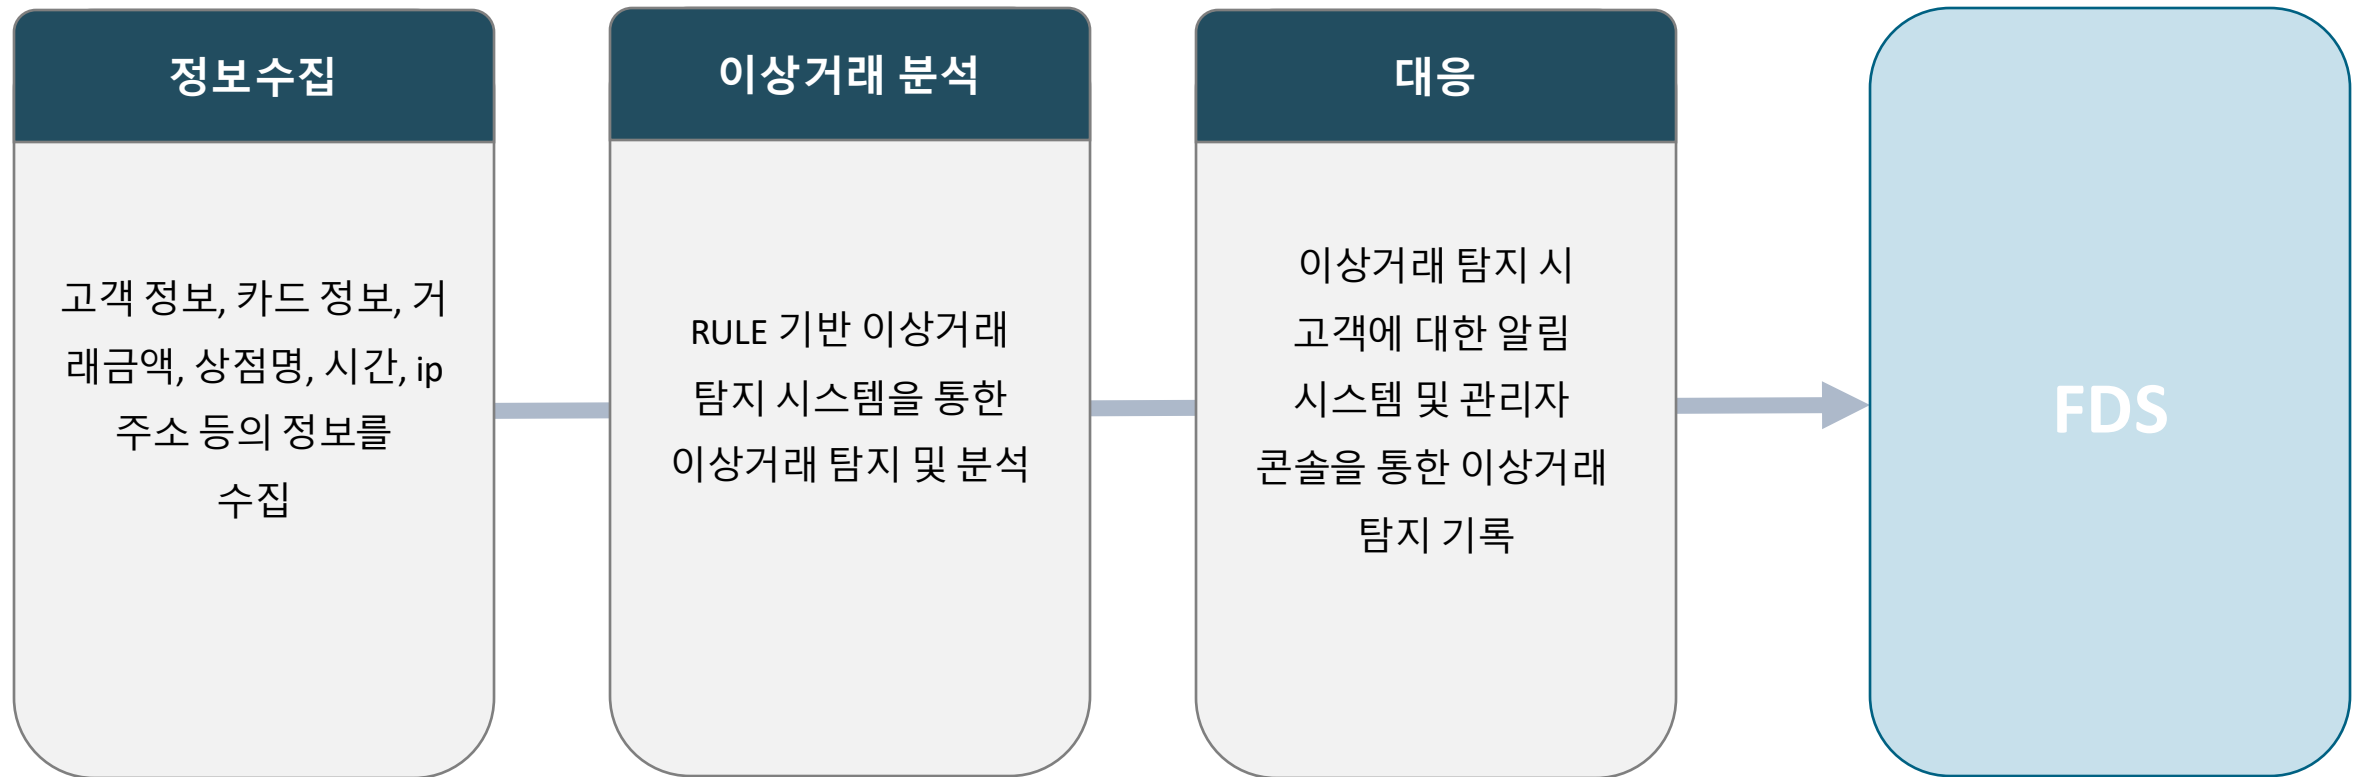 정보수집
고객 정보, 카드 정보, 거
래금액, 상점명, 시간, ip
주소 등의 정보를
수집
이상거래 분석
RULE 기반 이상거래
탐지 시스템을 통한
이상거래 탐지 및 분석
대응
이상거래 탐지 시
고객에 대한 알림
시스템 및 관리자
콘솔을 통한 이상거래
탐지 기록
FDS